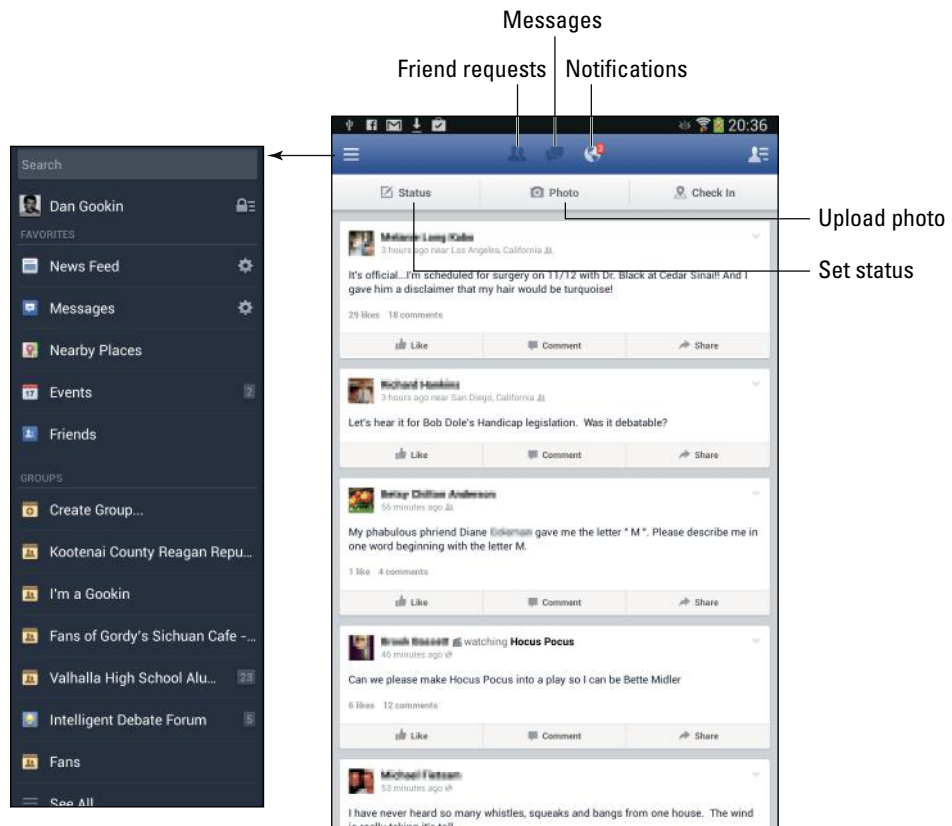 Messages
Friend requests
Notifications
20:36
Search
Dan Gookin
FAVORITES
News Feed
Messages
Nearby Places
17
Events
2
Friends
GROUPS
Create Group...
Kootenai County Reagan Repu...
I'm a Gookin
Fans of Gordy's Sichuan Cafe -...
Valhalla High School Alu...
23
Intelligent Debate Forum
5
Fans
See All
Status
Photo
Check In
Upload photo
Set status
3 hours ago near Los Angeles, California
It's official...I'm scheduled for surgery on 11/12 with Dr. Black at Cedar Sinai!! And I
gave him a disclaimer that my hair would be turquoise!
29 likes 18 comments
Like
Comment
Share
3 hours ago near San Diego, California
Let's hear it for Bob Dole's Handicap legislation. Was it debatable?
Like
Comment
Share
56 minutes ago
My phabulous phriend Diane gave me the letter " M ". Please describe me in
one word beginning with the letter M.
1 like 4 comments
Like
Comment
Share
watching Hocus Pocus
46 minutes ago
Can we please make Hocus Pocus into a play so I can be Bette Midler
6 likes 12 comments
Like
Comment
Share
53 minutes ago
I have never heard so many whistles, squeaks and bangs from one house. The wind
is really taking it's toll